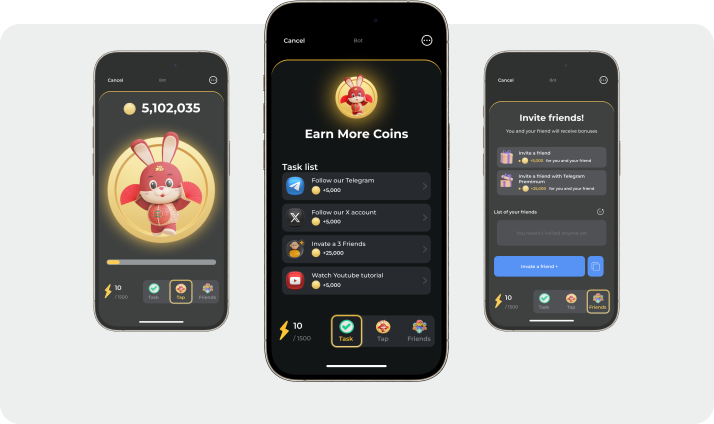 Cancel
Bot
5,102,035
10
/ 1500
Task
Tap
Friends
Cancel
Bot
Earn More Coins
Task list
Follow our Telegram
+5,000
Follow our X account
+5,000
Invate a 3 Friends
+25,000
Watch Youtube tutorial
+5,000
10
/ 1500
Task
Tap
Friends
Cancel
Bot
Invite friends!
You and your friend will receive bonuses
Invite a friend
+ +5,000 for you and your friend
Invite a friend with Telegram
Premimum
+ +25,000 for you and your friend
List of your friends
Invate a friend +
10
/ 1500
Task
Tap
Friends